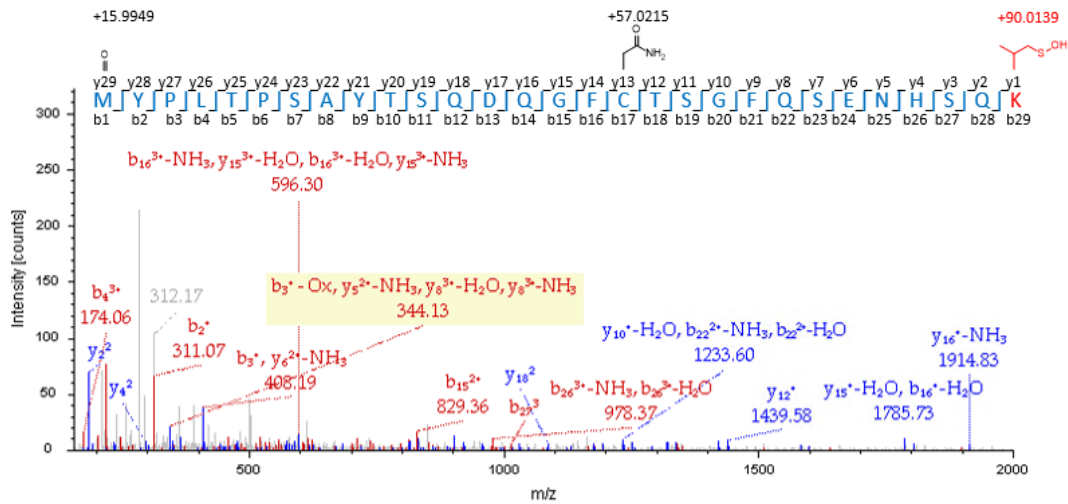 +15.9949 +57.0215 +90.0139
O O NH₂ S OH
y29 y28 y27 y26 y25 y24 y23 y22 y21 y20 y19 y18 y17 y16 y15 y14 y13 y12 y11 y10 y9 y8 y7 y6 y5 y4 y3 y2 y1
M Y P L T P S A Y T S Q D Q G F C T S G F Q S E N H S Q K
b1 b2 b3 b4 b5 b6 b7 b8 b9 b10 b11 b12 b13 b14 b15 b16 b17 b18 b19 b20 b21 b22 b23 b24 b25 b26 b27 b28 b29
300
b₁₆³⁺-NH₃, y₁₅³⁺-H₂O, b₁₆³⁺-H₂O, y₁₅³⁺-NH₃
596.30
250
200
b₃⁺ - Ox, y₅²⁺-NH₃, y₈³⁺-H₂O, y₈³⁺-NH₃
344.13
b₄³⁺
174.06
312.17
150
b₂⁺
311.07
y₁₀⁺-H₂O, b₂₂²⁺-NH₃, b₂₂²⁺-H₂O
1233.60
y₁₆⁺-NH₃
1914.83
100
y₂²
b₃⁺, y₆²⁺-NH₃
408.19
y₄²
b₁₅²⁺
829.36
y₁₈²
b₂₇³
b₂₆³⁺-NH₃, b₂₆³⁺-H₂O
978.37
y₁₂⁺
1439.58
y₁₅⁺-H₂O, b₁₆⁺-H₂O
1785.73
50
0
500 1000 1500 2000
m/z
Intensity [counts]